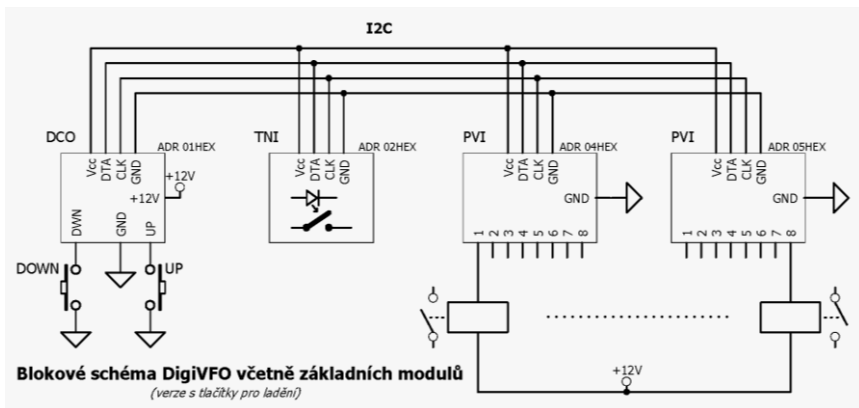 I2C
DCO
ADR 01HEX
TNI
ADR 02HEX
PVI
ADR 04HEX
PVI
ADR 05HEX
Vcc DTA CLK GND
Vcc DTA CLK GND
Vcc DTA CLK GND
Vcc DTA CLK GND
+12V
+12V
GND
GND
DWN GND UP
1 2 3 4 5 6 7 8
1 2 3 4 5 6 7 8
DOWN
UP
+12V
Blokové schéma DigiVFO včetně základních modulů
(verze s tlačítky pro ladění)